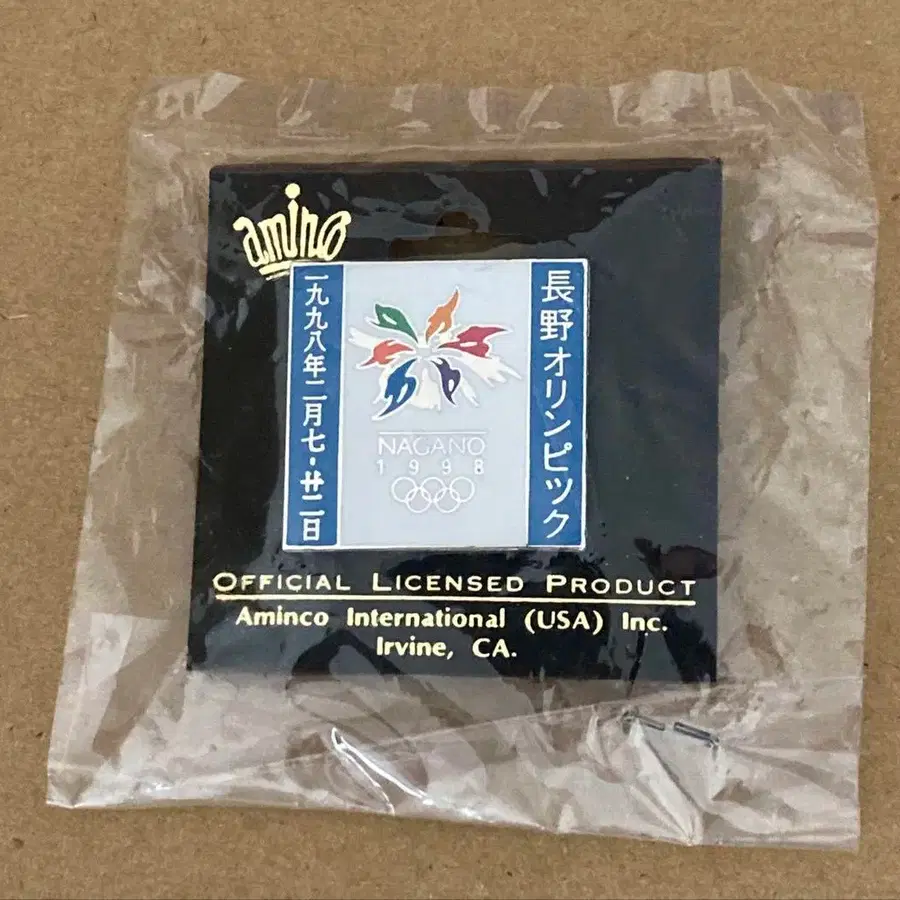 aminco
長野オリンピック
一九九八年二月七-廿二日
NAGANO
1998
OFFICIAL LICENSED PRODUCT
Aminco International (USA) Inc.
Irvine, CA.